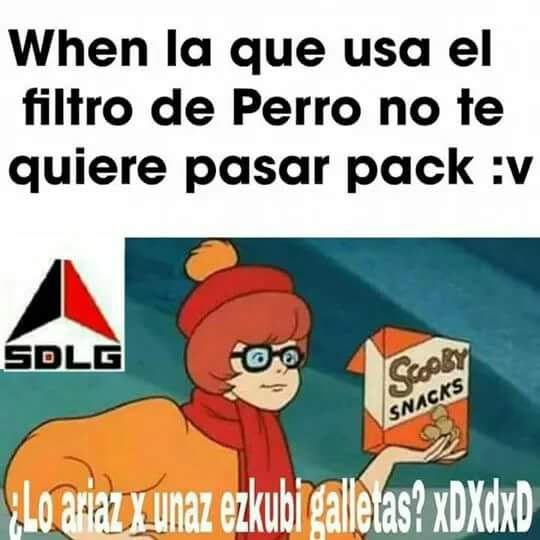 When la que usa el
filtro de Perro no te
quiere pasar pack :v
SDLG
Scooby
SNACKS
¿Lo ariaz x unaz ezkubi galletas? xDXdxD